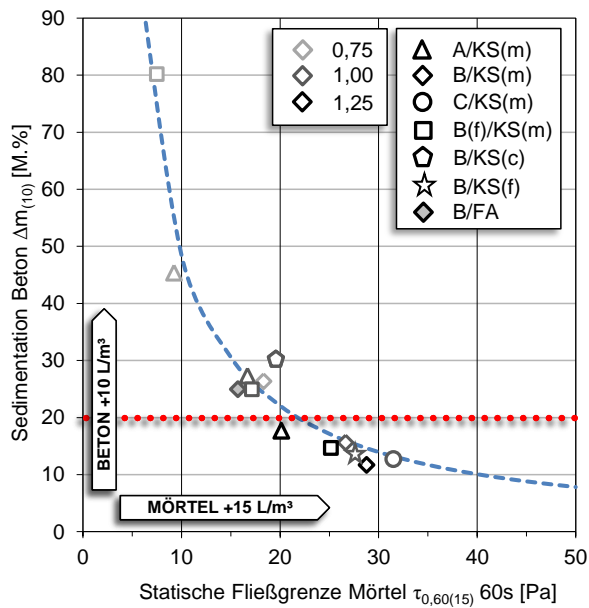 Sedimentation Beton Δm(10) [M.%]
90
80
70
60
50
40
30
20
10
0
0,75
1,00
1,25
A/KS(m)
B/KS(m)
C/KS(m)
B(f)/KS(m)
B/KS(c)
B/KS(f)
B/FA
BETON +10 L/m³
MÖRTEL +15 L/m³
0 10 20 30 40 50
Statische Fließgrenze Mörtel τ0,60(15) 60s [Pa]